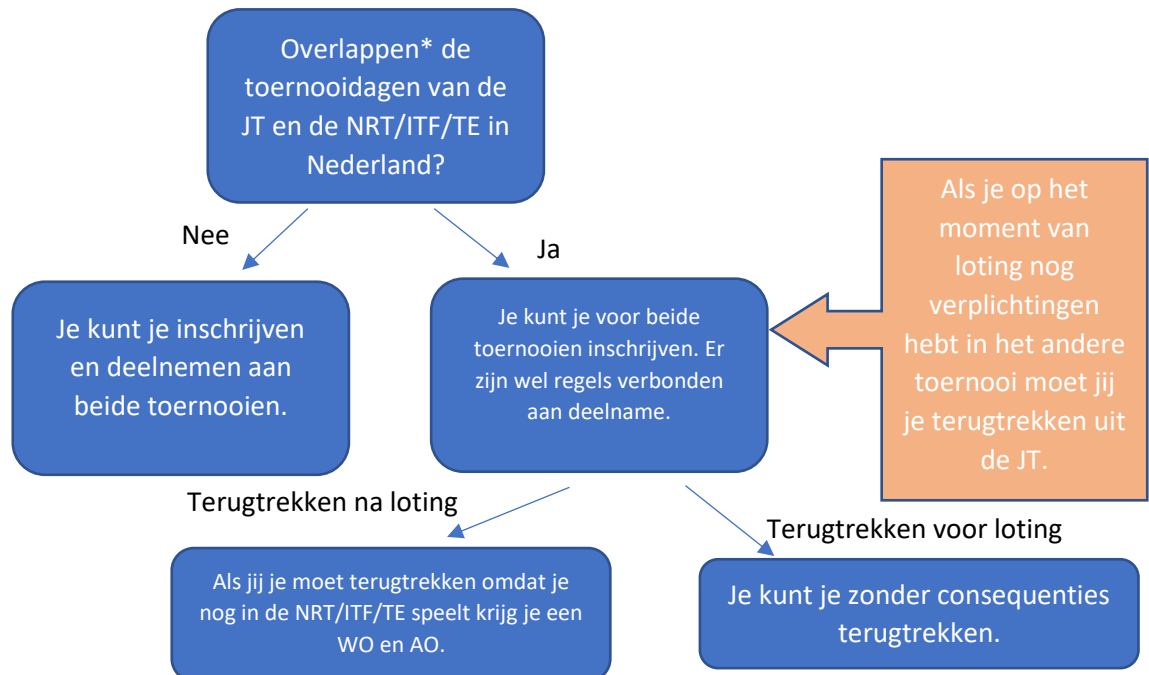 Overlappen* de
toernooidagen van de
JT en de NRT/ITF/TE in
Nederland?
Nee
Ja
Je kunt je inschrijven
en deelnemen aan
beide toernooien.
Je kunt je voor beide
toernooien inschrijven. Er
zijn wel regels verbonden
aan deelname.
Als je op het
moment van
loting nog
verplichtingen
hebt in het andere
toernooi moet jij
je terugtrekken uit
de JT.
Terugtrekken na loting
Terugtrekken voor loting
Als jij je moet terugtrekken omdat je
nog in de NRT/ITF/TE speelt krijg je een
WO en AO.
Je kunt je zonder consequenties
terugtrekken.